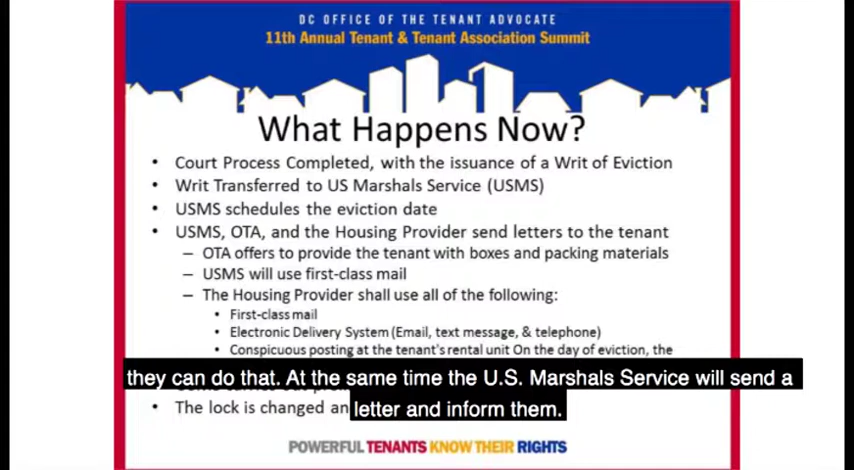 DC OFFICE OF THE TENANT ADVOCATE
11th Annual Tenant & Tenant Association Summit
What Happens Now?
• Court Process Completed, with the issuance of a Writ of Eviction
• Writ Transferred to US Marshals Service (USMS)
• USMS schedules the eviction date
• USMS, OTA, and the Housing Provider send letters to the tenant
– OTA offers to provide the tenant with boxes and packing materials
– USMS will use first-class mail
– The Housing Provider shall use all of the following:
• First-class mail
• Electronic Delivery System (Email, text message, & telephone)
• Conspicuous posting at the tenant's rental unit On the day of eviction, the
they can do that. At the same time the U.S. Marshals Service will send a
letter and inform them.
• The lock is changed an
POWERFUL TENANTS KNOW THEIR RIGHTS